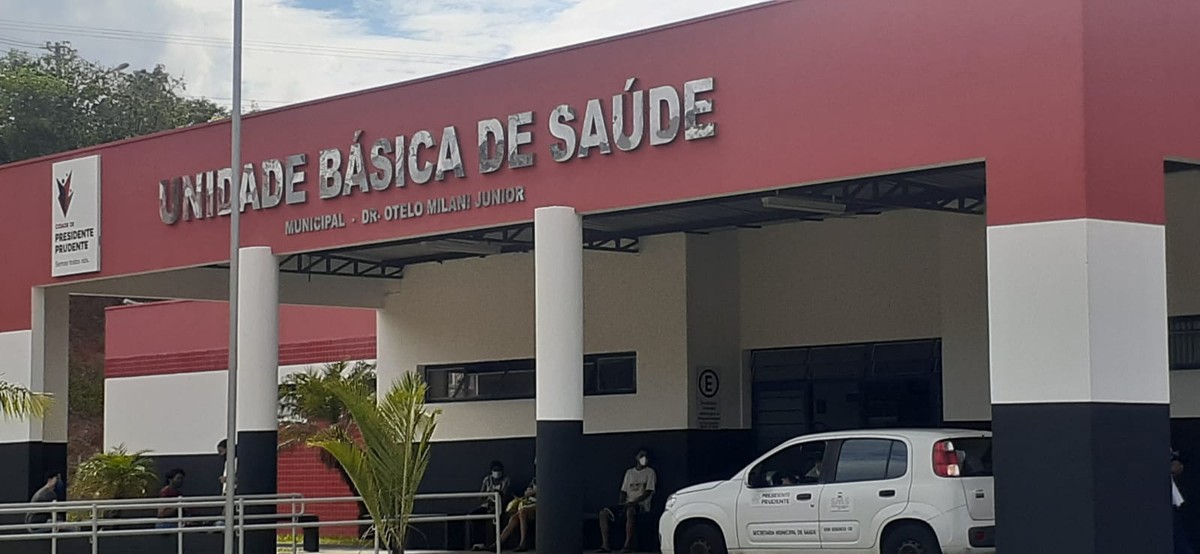 UNIDADE BÁSICA DE SAÚDE
MUNICIPAL - DR. OTELO MILANI JUNIOR
CIDADE DE
PRESIDENTE
PRUDENTE
Somos todos nós.
E
PRESIDENTE
PRUDENTE
SECRETARIA MUNICIPAL DE SAÚDE